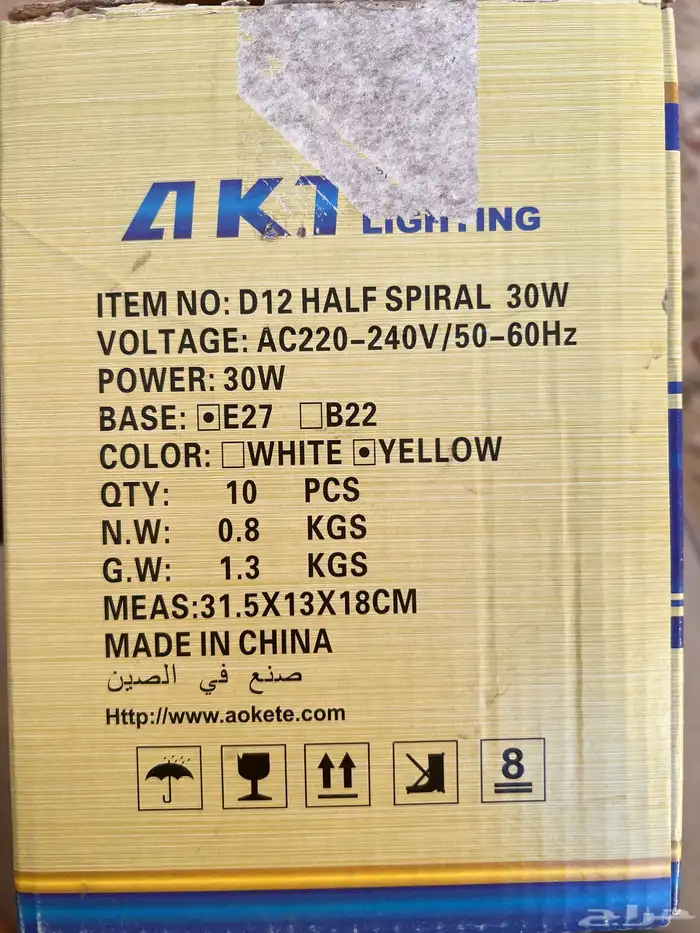 AKT LIGHTING
ITEM NO: D12 HALF SPIRAL 30W
VOLTAGE: AC220-240V/50-60Hz
POWER: 30W
BASE: E27 B22
COLOR: WHITE YELLOW
QTY: 10 PCS
N.W: 0.8 KGS
G.W: 1.3 KGS
MEAS:31.5X13X18CM
MADE IN CHINA
صنع في الصين
Http://www.aokete.com
8
حراج